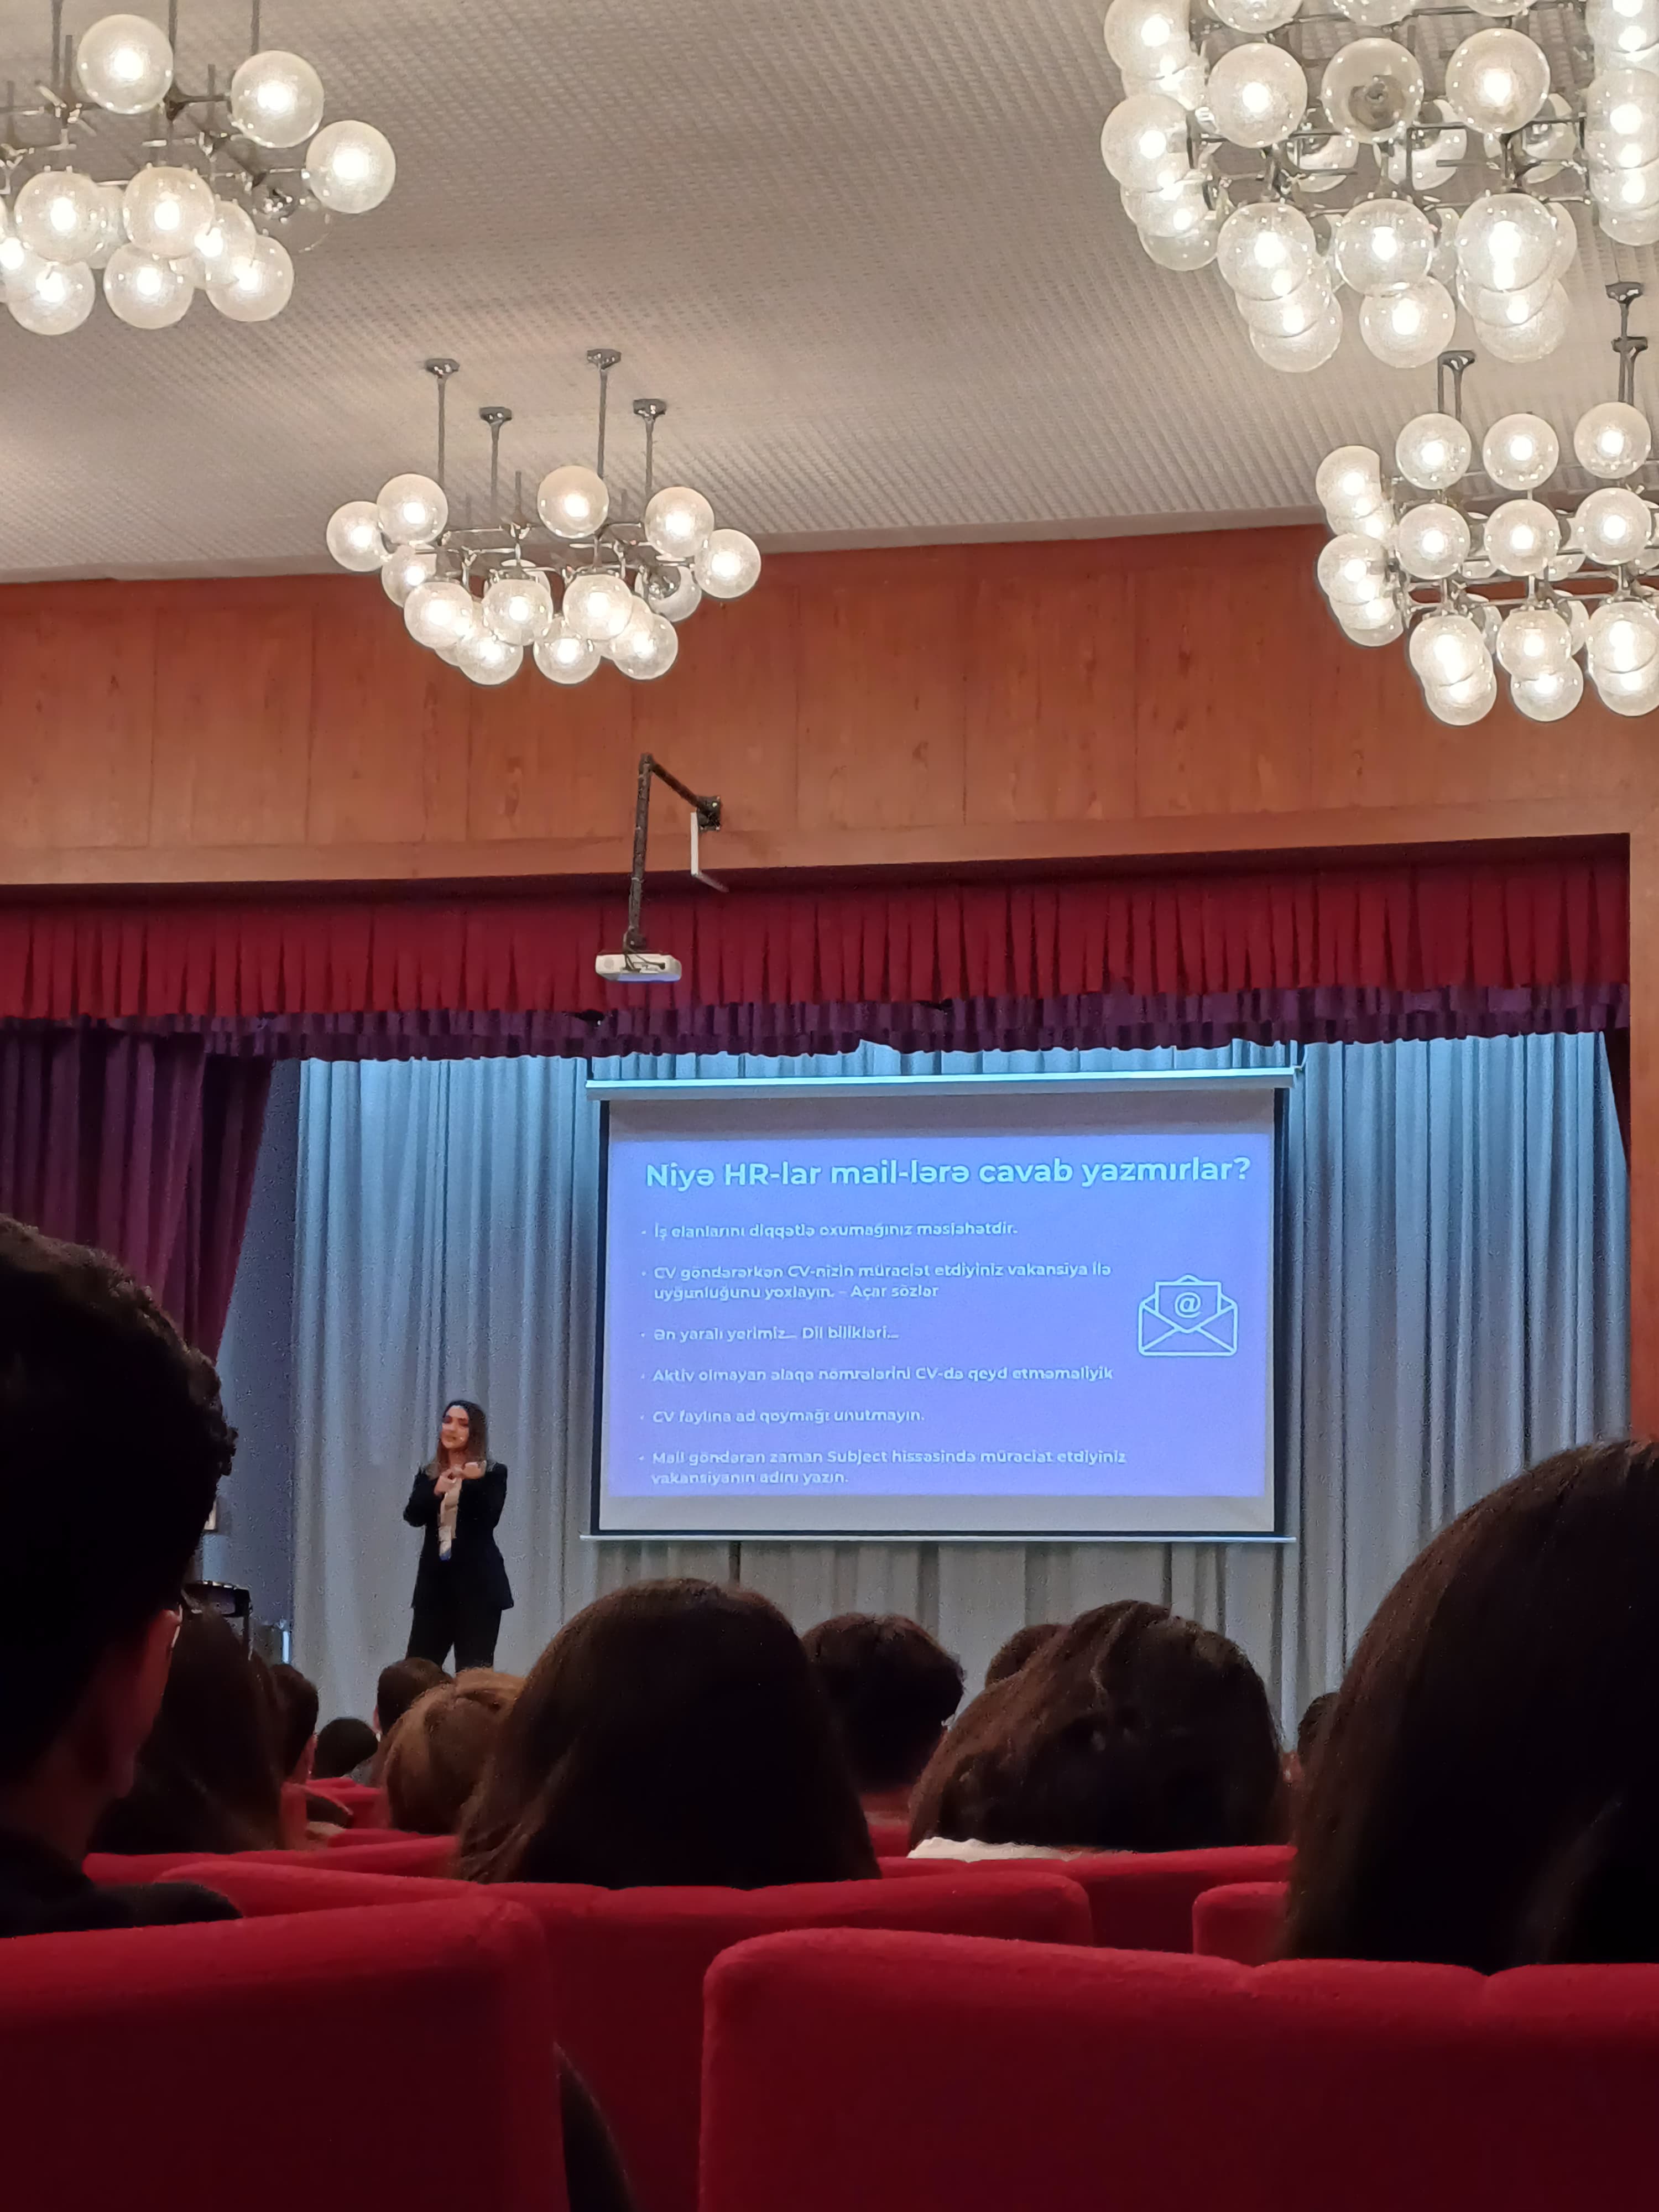 Niyə HR-lar mail-lərə cavab yazmırlar?
• İş elanlarını diqqətlə oxumağınız məsləhətdir.
• CV göndərərkən CV-nizin müraciət etdiyiniz vakansiya ilə
uyğunluğunu yoxlayın. - Açar sözlər
• Ən yaralı yerimiz... Dil bilikləri...
• Aktiv olmayan əlaqə nömrələrini CV-də qeyd etməməliyik
• CV faylına ad qoymağı unutmayın.
• Mail göndərən zaman Subject hissəsində müraciət etdiyiniz
vakansiyanın adını yazın.
@